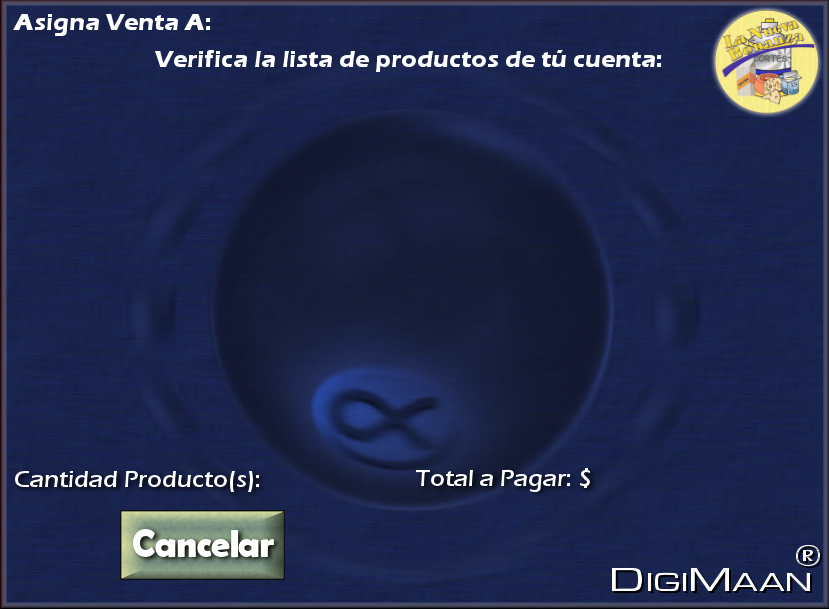 Asigna Venta A:
Verifica la lista de productos de tú cuenta:
La Nueva
Bonanza
CORTÉS
Cantidad Producto(s):
Total a Pagar: $
Cancelar
DIGIMAAN®